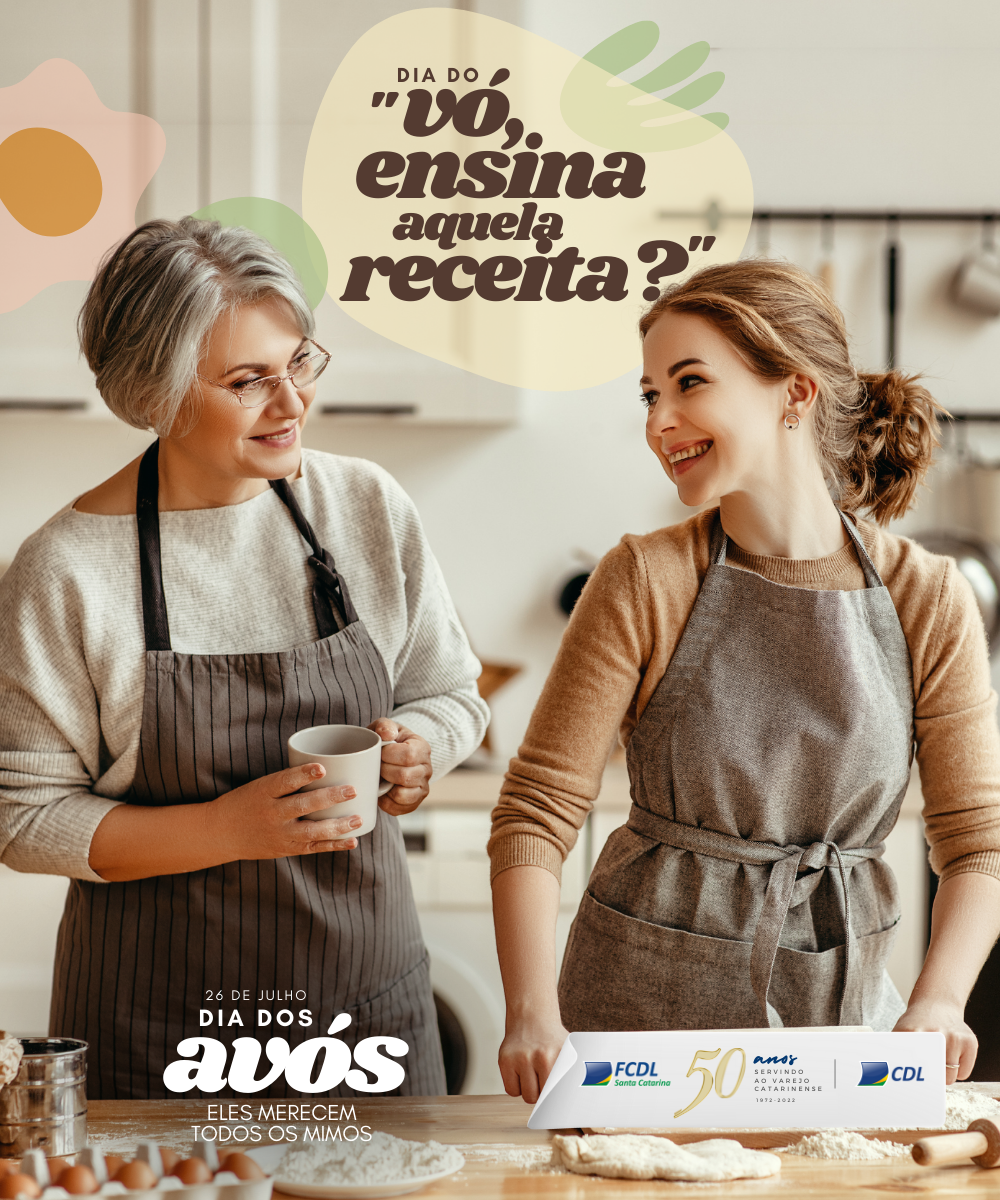 DIA DO
"vó,
ensina
aquela
receita?"
26 DE JULHO
DIA DOS
avós
ELES MERECEM
TODOS OS MIMOS
FCDL
Santa Catarina
50 anos
SERVINDO
AO VAREJO
CATARINENSE
1972-2022
CDL